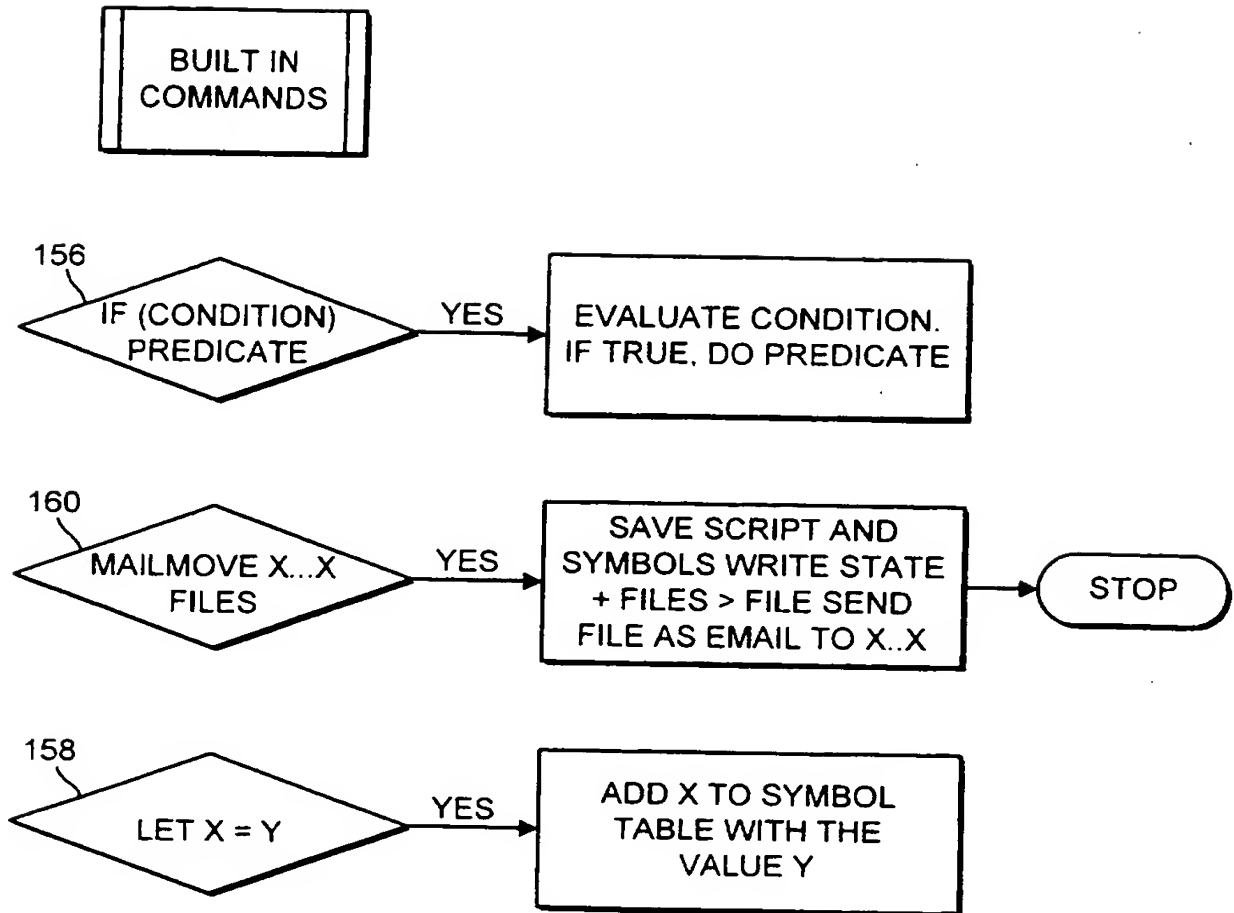 BUILT IN
COMMANDS
156
IF (CONDITION)
PREDICATE
YES
EVALUATE CONDITION.
IF TRUE, DO PREDICATE
160
MAILMOVE X...X
FILES
YES
SAVE SCRIPT AND
SYMBOLS WRITE STATE
+ FILES > FILE SEND
FILE AS EMAIL TO X..X
STOP
158
LET X = Y
YES
ADD X TO SYMBOL
TABLE WITH THE
VALUE Y